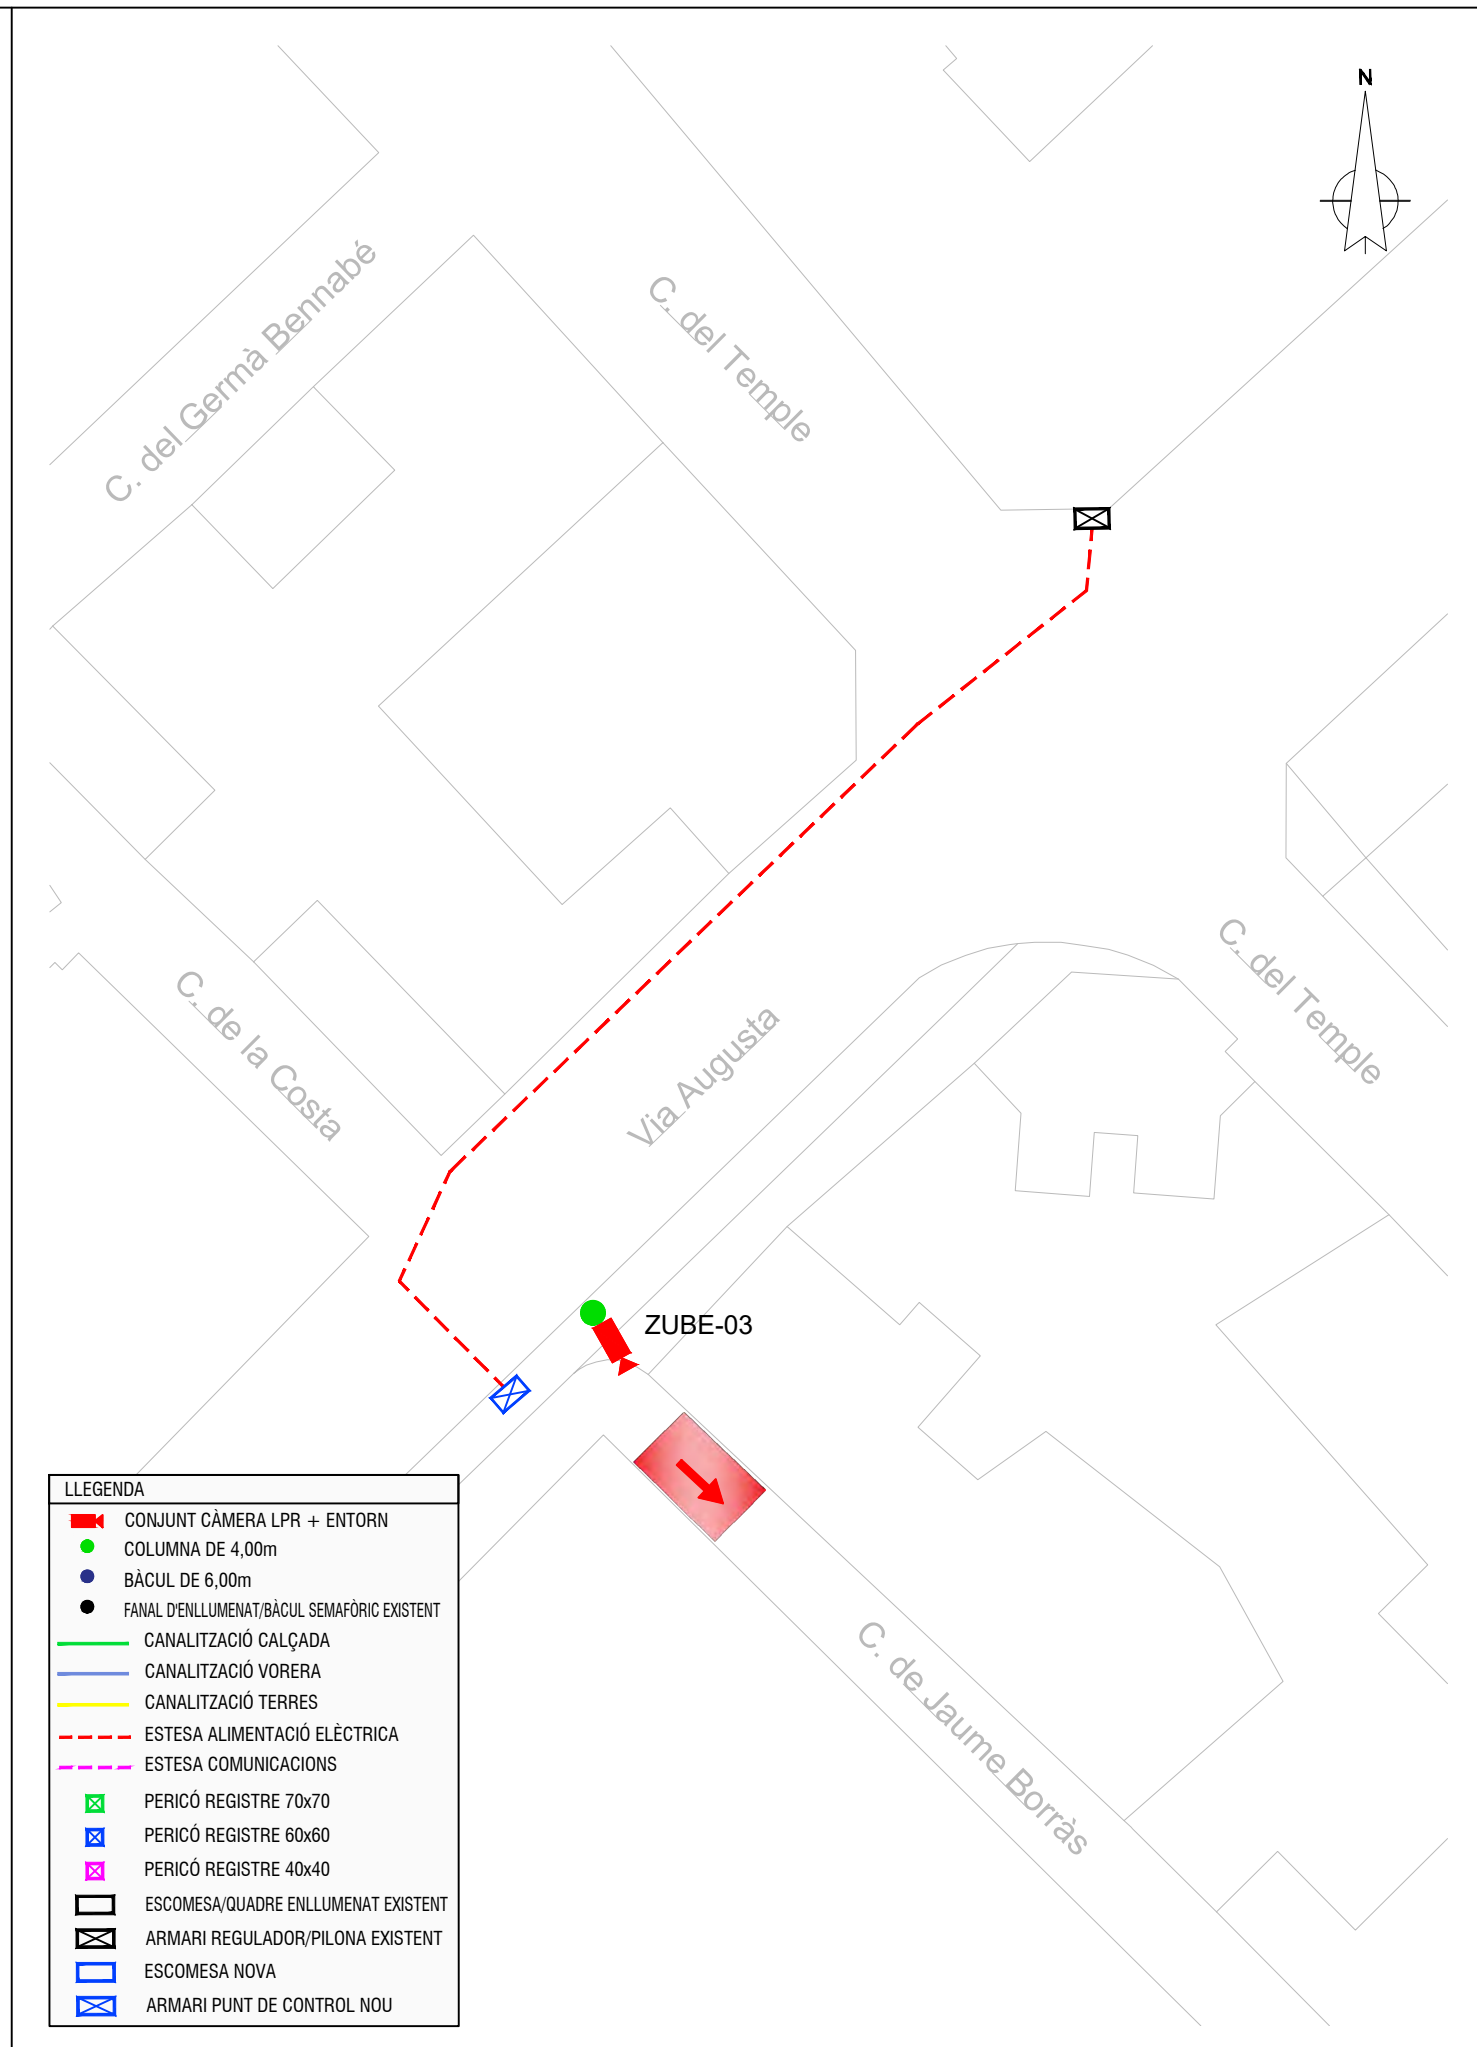 N
C. del Germà Bennabé
C. del Temple
C. del Temple
C. de la Costa
Via Augusta
ZUBE-03
C. de Jaume Borràs
LLEGENDA
CONJUNT CÀMERA LPR + ENTORN
COLUMNA DE 4,00m
BÀCUL DE 6,00m
FANAL D'ENLLUMENAT/BÀCUL SEMAFÒRIC EXISTENT
CANALITZACIÓ CALÇADA
CANALITZACIÓ VORERA
CANALITZACIÓ TERRES
ESTESA ALIMENTACIÓ ELÈCTRICA
ESTESA COMUNICACIONS
PERICÓ REGISTRE 70x70
PERICÓ REGISTRE 60x60
PERICÓ REGISTRE 40x40
ESCOMESA/QUADRE ENLLUMENAT EXISTENT
ARMARI REGULADOR/PILONA EXISTENT
ESCOMESA NOVA
ARMARI PUNT DE CONTROL NOU